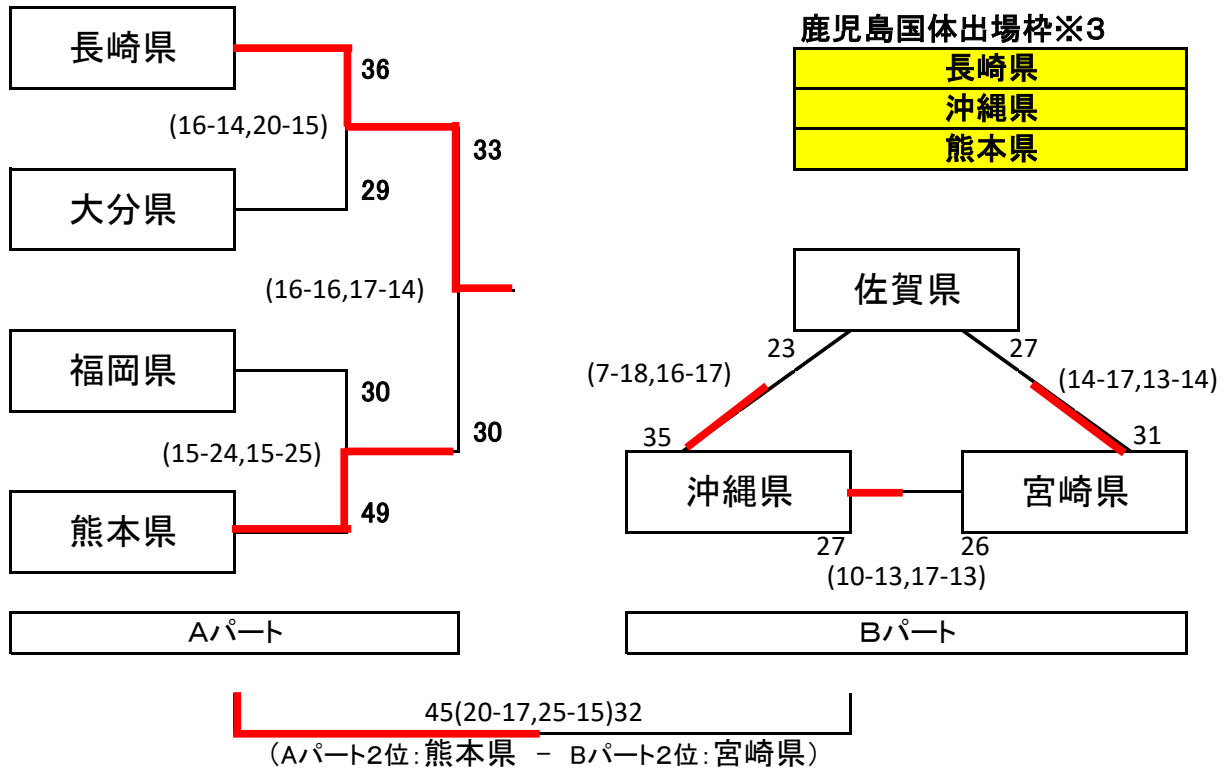 長崎県
36
(16-14,20-15)
33
29
大分県
(16-16,17-14)
福岡県
30
30
(15-24,15-25)
49
熊本県
Aパート
鹿児島国体出場枠※3
長崎県
沖縄県
熊本県
佐賀県
23
27
(7-18,16-17)
(14-17,13-14)
35
31
沖縄県
宮崎県
27
26
(10-13,17-13)
Bパート
45(20-17,25-15)32
(Aパート2位:熊本県 - Bパート2位:宮崎県)